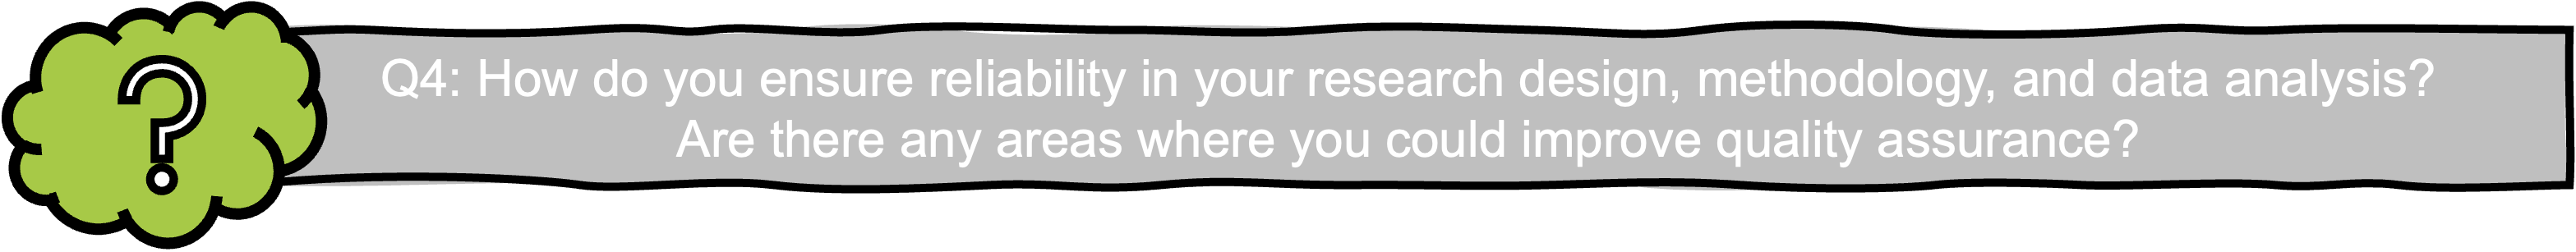 Q4: How do you ensure reliability in your research design, methodology, and data analysis?
Are there any areas where you could improve quality assurance?